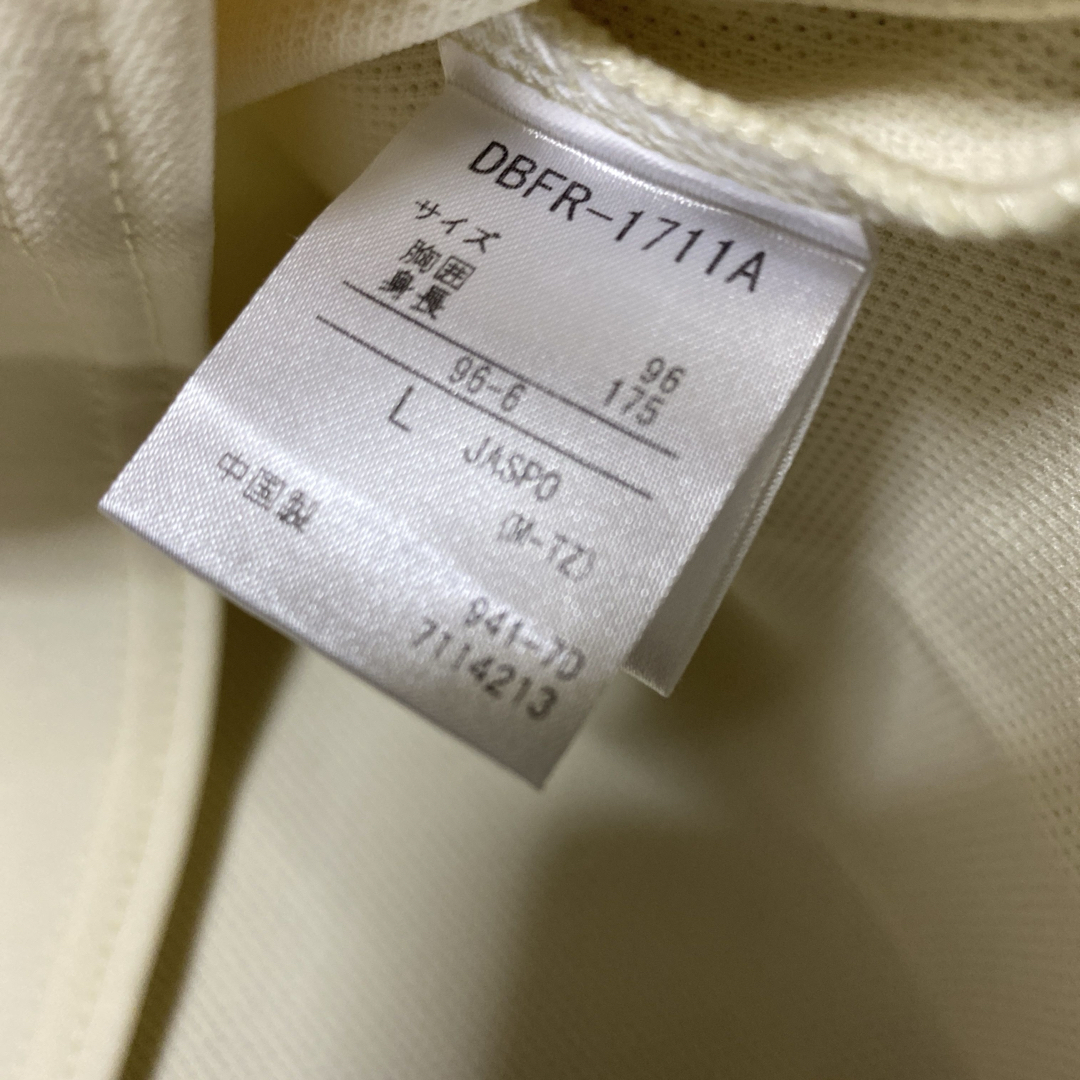 DBFR-1711A
サイズ
胸囲 96
身長 175
96-6
L JASPO
(M-TZ)
中国製
941-7D
7114213